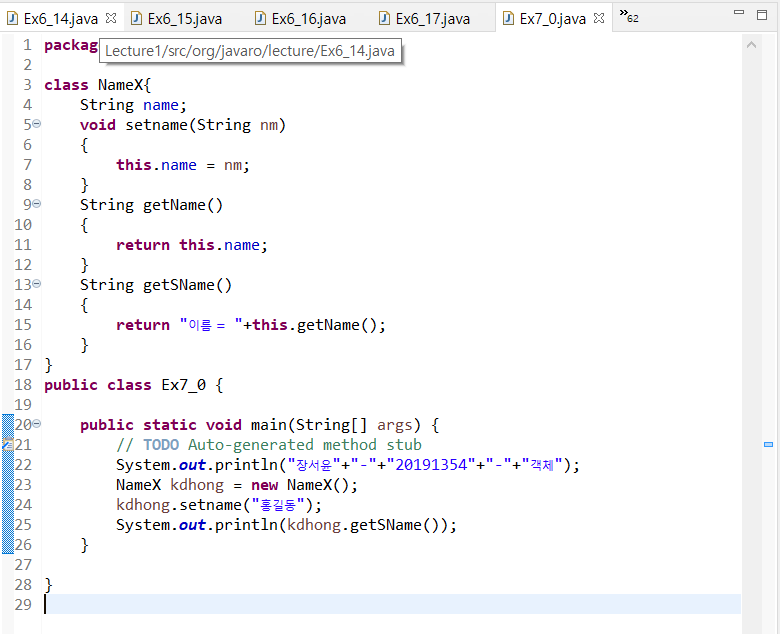 Ex6_14.java Ex6_15.java Ex6_16.java Ex6_17.java Ex7_0.java »62
1 packag
Lecture1/src/org/javaro/lecture/Ex6_14.java
2
3 class NameX{
4 String name;
5 void setname(String nm)
6 {
7 this.name = nm;
8 }
9 String getName()
10 {
11 return this.name;
12 }
13 String getSName()
14 {
15 return "이름 = "+this.getName();
16 }
17 }
18 public class Ex7_0 {
19
20 public static void main(String[] args) {
21 // TODO Auto-generated method stub
22 System.out.println("장서윤"+"-"+"20191354"+"-"+"객체");
23 NameX kdhong = new NameX();
24 kdhong.setname("홍길동");
25 System.out.println(kdhong.getSName());
26 }
27
28 }
29